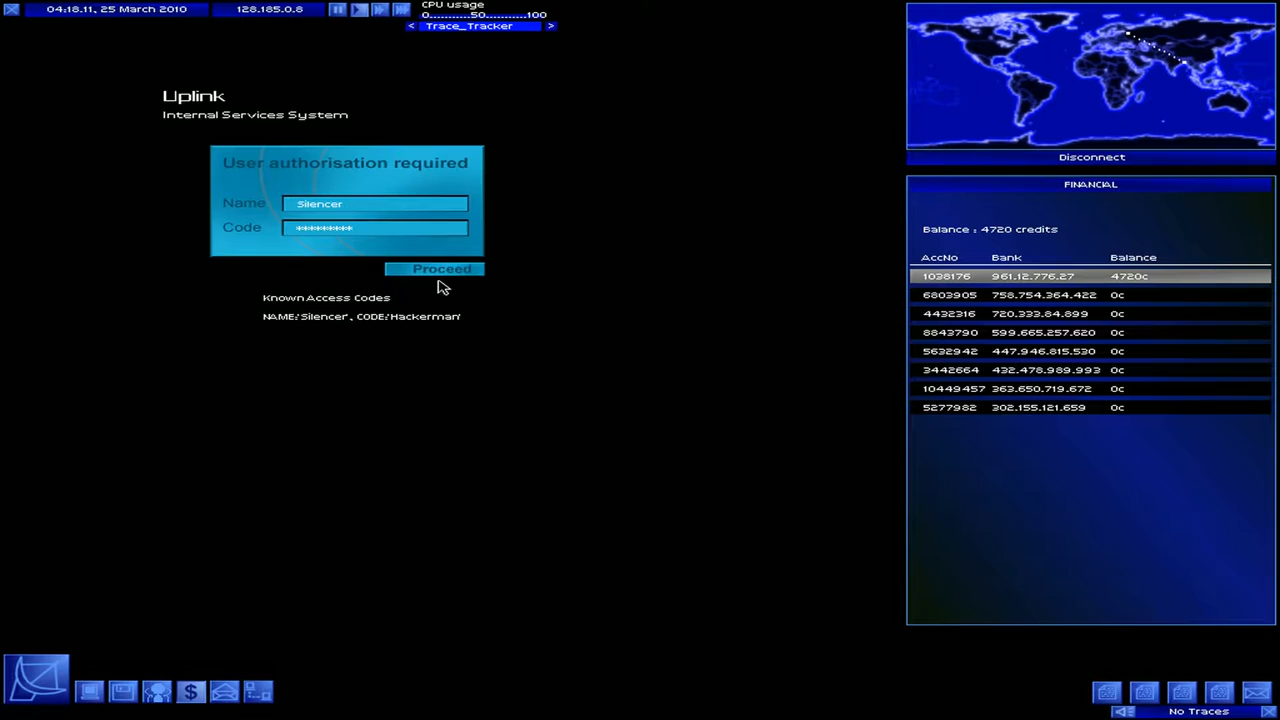 04:18.11, 25 March 2010
128.185.0.8
CPU usage
0..........50..........100
< Trace_Tracker >
Uplink
Internal Services System
User authorisation required
Name Silencer
Code *********
Proceed
Known Access Codes
NAME:'Silencer', CODE:'Hackerman'
Disconnect
FINANCIAL
Balance : 4720 credits
AccNo Bank Balance
1038176 961.12.776.27 4720c
6803905 758.754.364.422 0c
4432316 720.333.84.899 0c
8843790 599.665.257.620 0c
5632942 447.946.815.530 0c
3442664 432.478.989.993 0c
10449457 363.650.719.672 0c
5277982 302.155.121.659 0c
$
No Traces